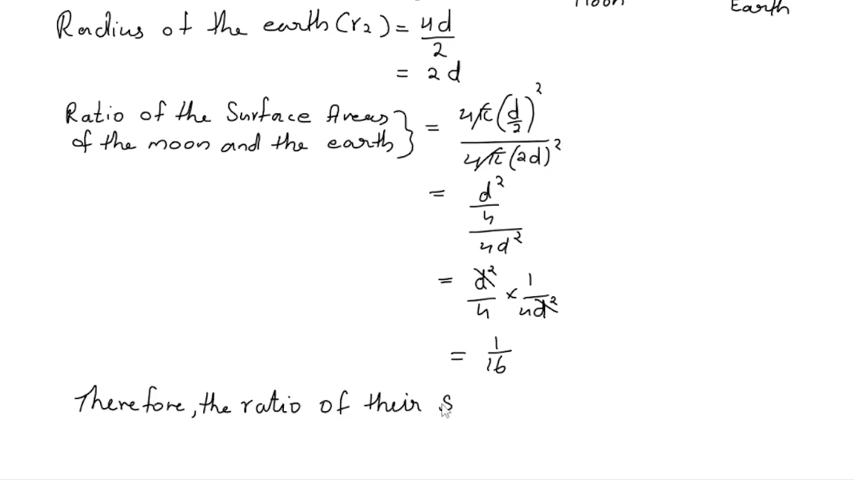 Moon Earth
Radius of the earth (r2) = 4d/2
= 2d
Ratio of the Surface Areas of the moon and the earth } = 4π(d/2)² / 4π(2d)²
= d²/4 / 4d²
= d²/4 × 1/4d²
= 1/16
Therefore, the ratio of their s